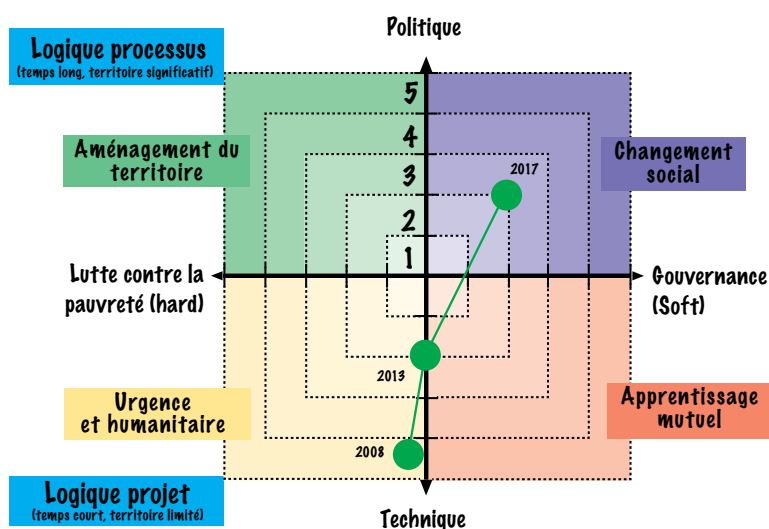 Politique
Logique processus
(temps long, territoire significatif)
5
Aménagement du
territoire
4
Changement
social
3
2017
2
1
Lutte contre la
pauvreté (hard)
Gouvernance
(Soft)
2013
Urgence
et humanitaire
Apprentissage
mutuel
2008
Logique projet
(temps court, territoire limité)
Technique